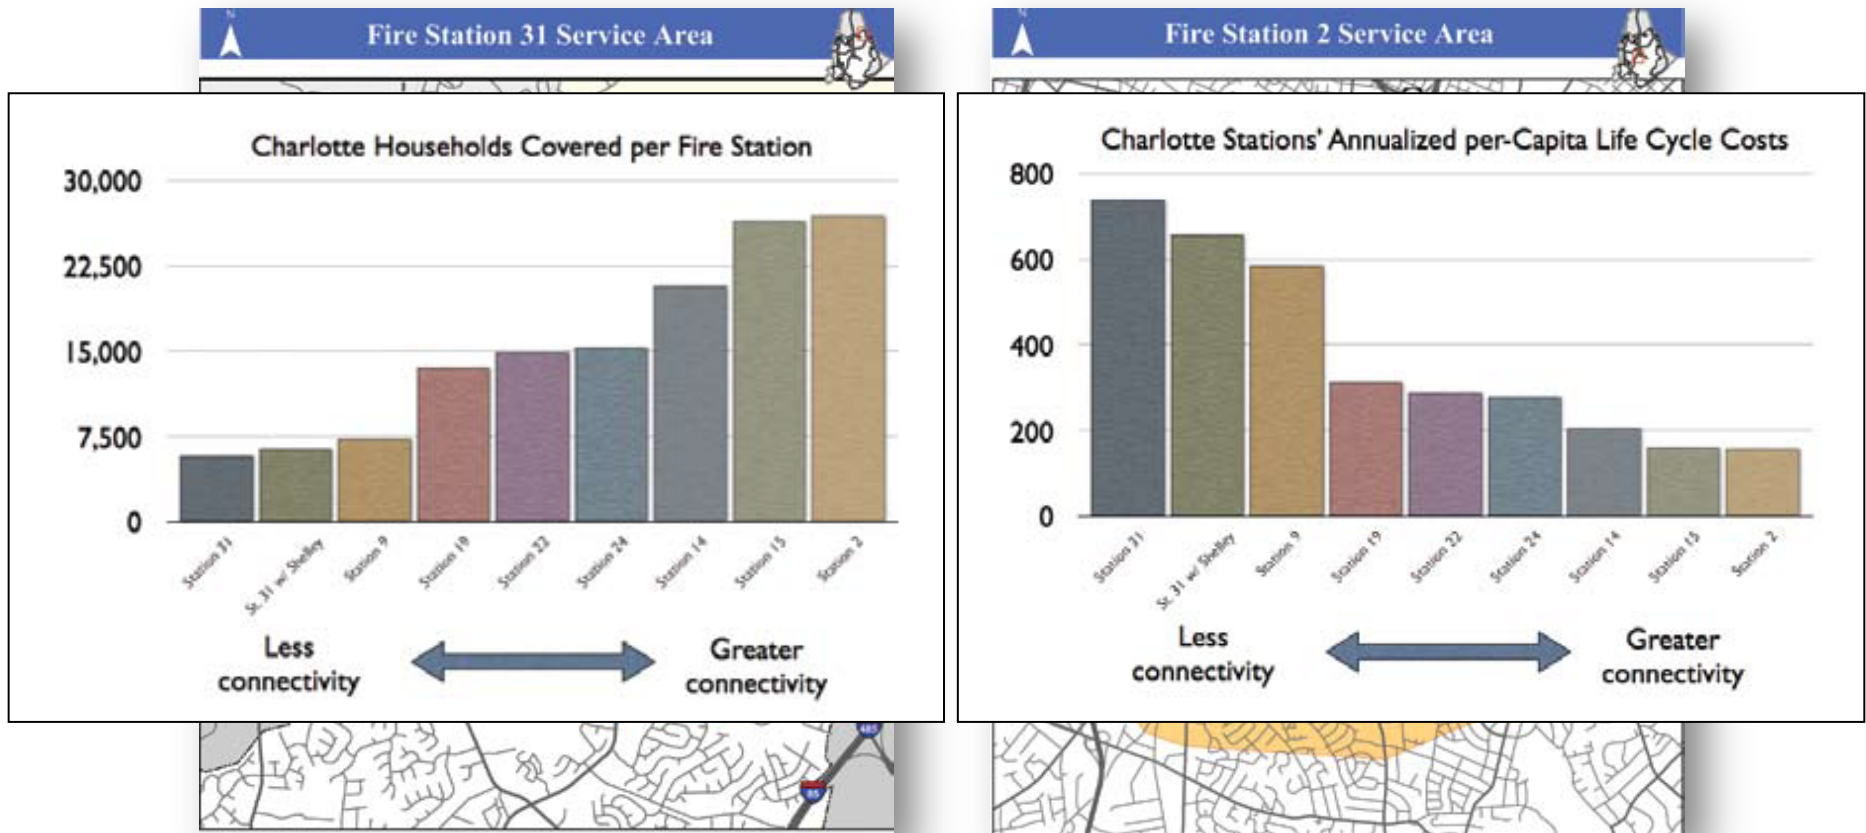 N
Fire Station 31 Service Area
N
Fire Station 2 Service Area
Charlotte Households Covered per Fire Station
30,000
22,500
15,000
7,500
0
Station 31
St. 31 w/ Shelley
Station 9
Station 19
Station 22
Station 24
Station 14
Station 15
Station 2
Less
connectivity
Greater
connectivity
Charlotte Stations' Annualized per-Capita Life Cycle Costs
800
600
400
200
0
Station 31
St. 31 w/ Shelley
Station 9
Station 19
Station 22
Station 24
Station 14
Station 15
Station 2
Less
connectivity
Greater
connectivity
485
85